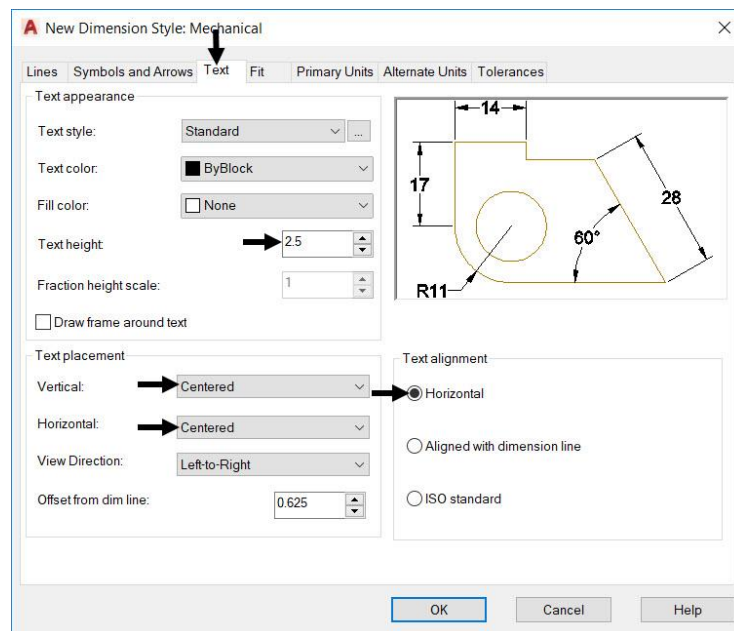 New Dimension Style: Mechanical
Lines Symbols and Arrows Text Fit Primary Units Alternate Units Tolerances
Text appearance
Text style: Standard ...
Text color: ByBlock
Fill color: None
Text height: 2.5
Fraction height scale: 1
Draw frame around text
14
17
28
60°
R11
Text placement
Vertical: Centered
Horizontal: Centered
View Direction: Left-to-Right
Offset from dim line: 0.625
Text alignment
Horizontal
Aligned with dimension line
ISO standard
OK Cancel Help